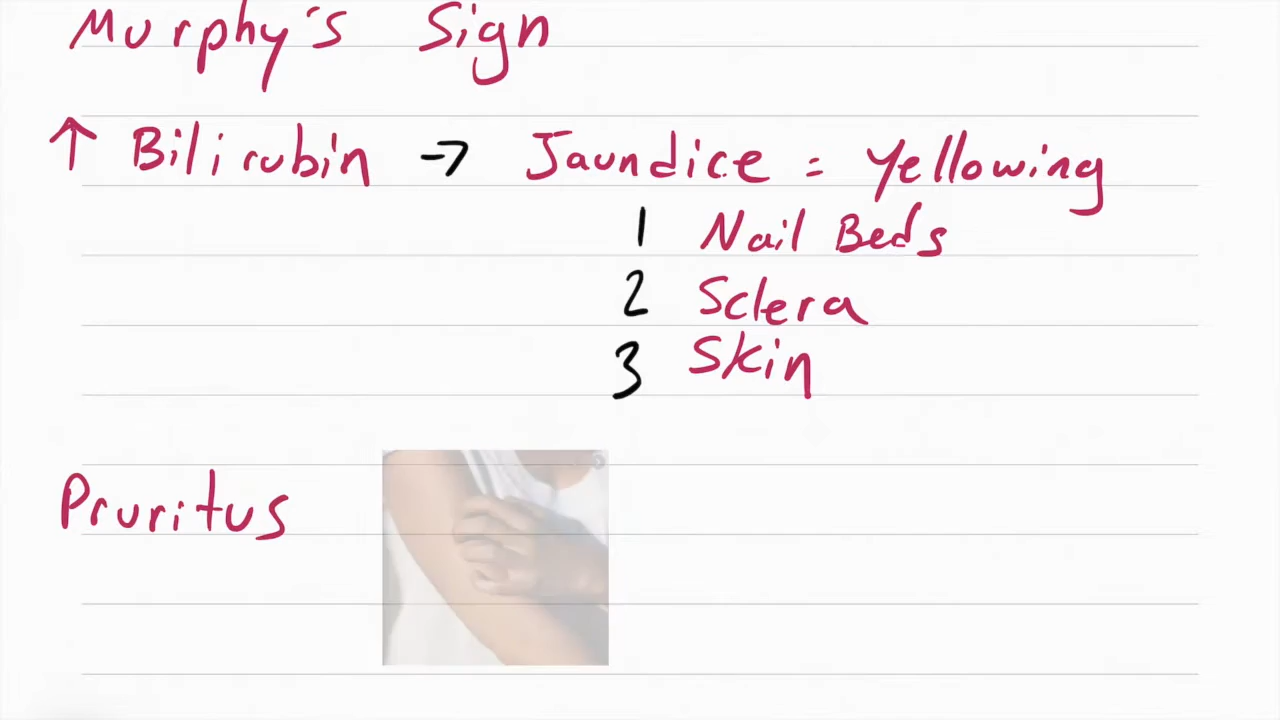 Murphy's Sign
↑ Bilirubin → Jaundice = Yellowing
1 Nail Beds
2 Sclera
3 Skin
Pruritus